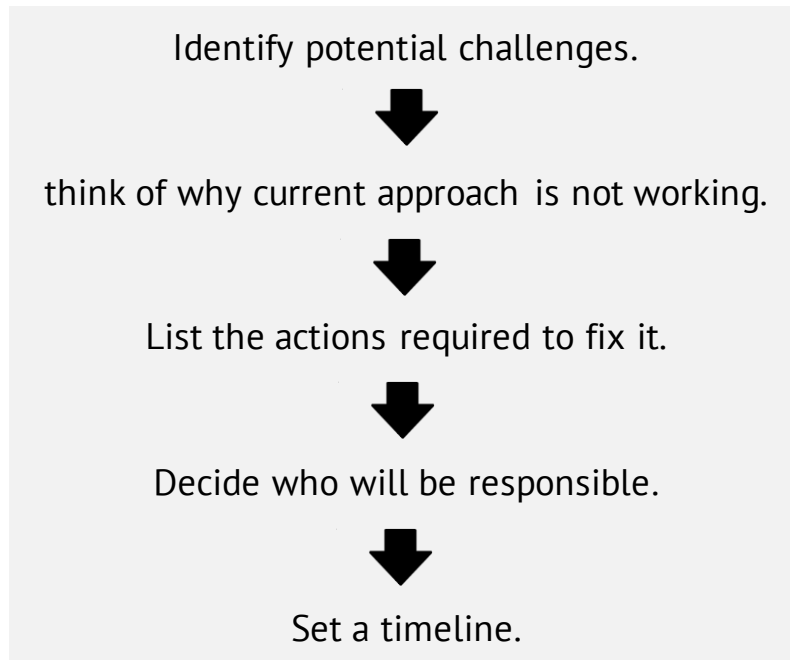 Identify potential challenges.
think of why current approach is not working.
List the actions required to fix it.
Decide who will be responsible.
Set a timeline.